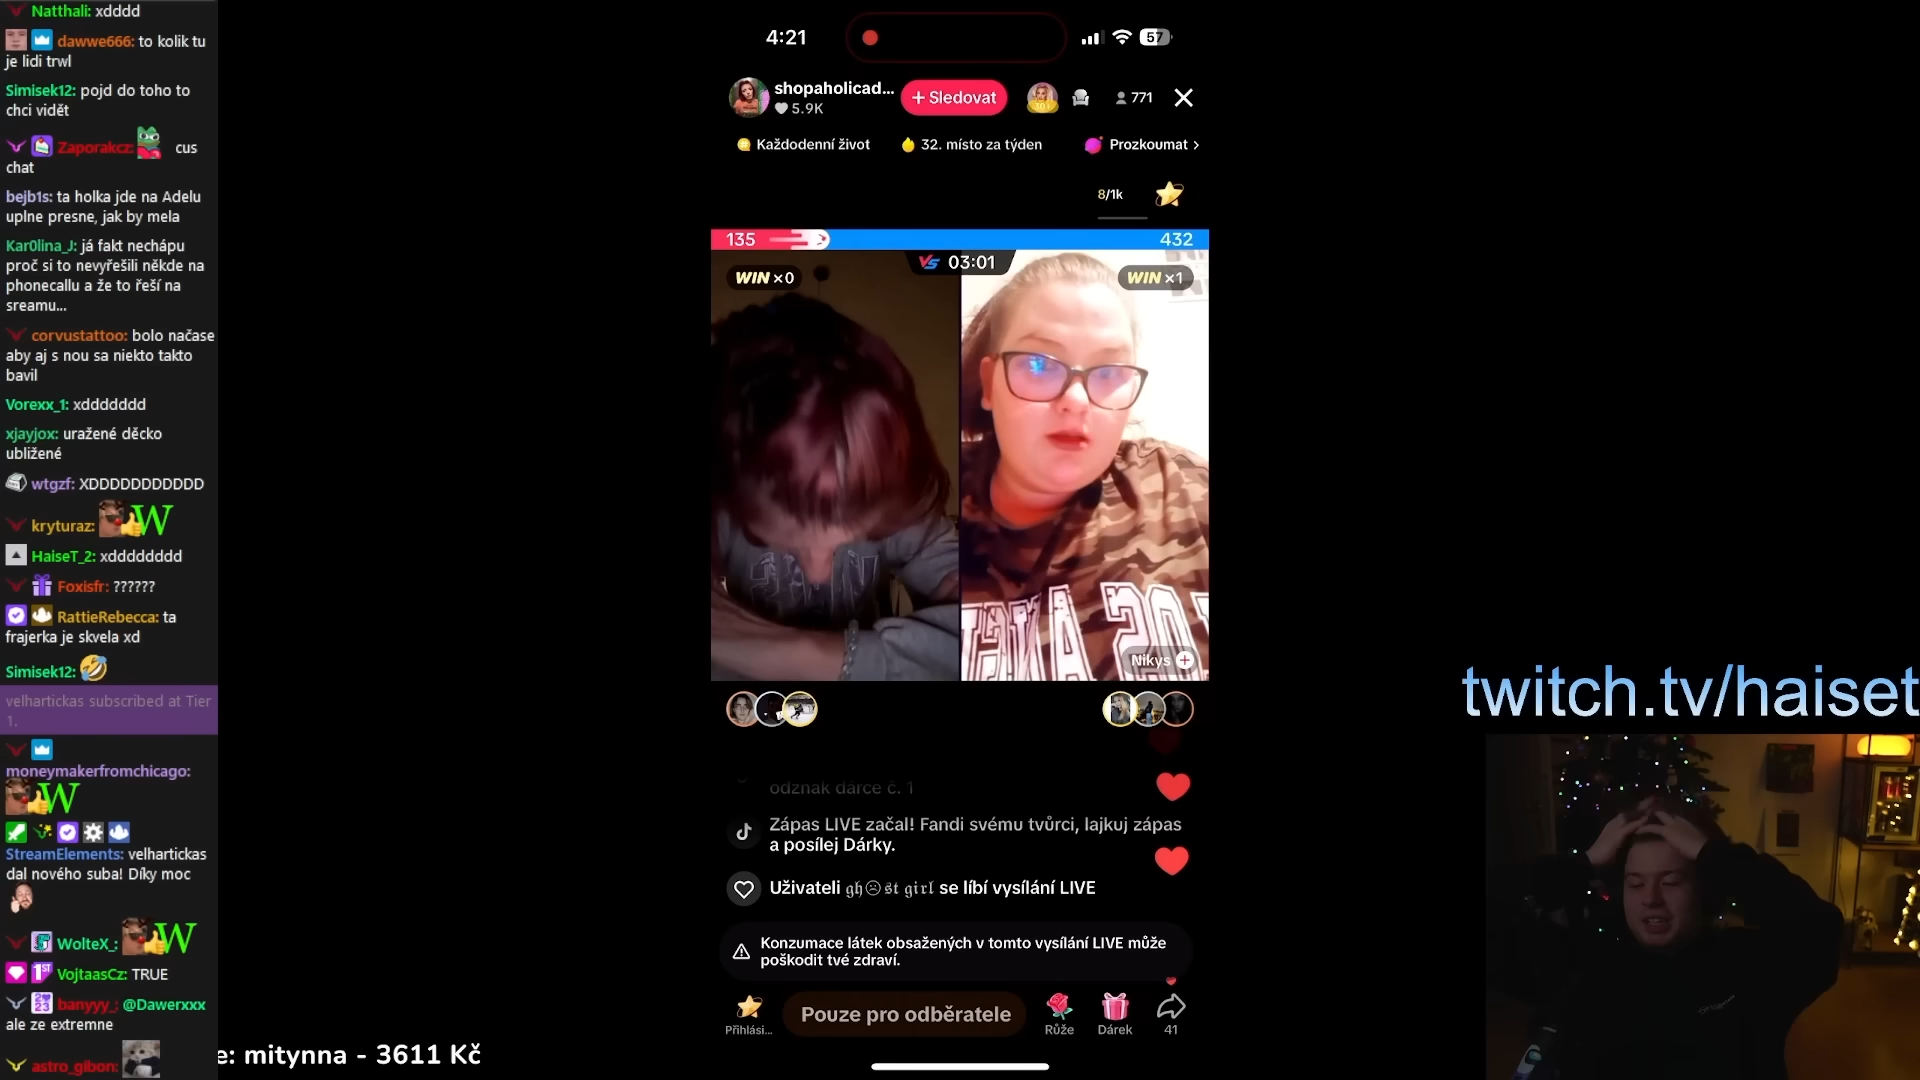 Natthali: xdddd
dawwe666: to kolik tu
je lidi trwl
Simisek12: pojd do toho to
chci vidět
Zaporakcz: cus
chat
bejb1s: ta holka jde na Adelu
uplne presne, jak by mela
Kar0lina_J: já fakt nechápu
proč si to nevyřešili někde na
phonecallu a že to řeší na
sreamu...
corvustattoo: bolo načase
aby aj s nou sa niekto takto
bavil
Vorexx_1: xddddddd
xjayjox: uražené děcko
ublížené
wtgzf: XDDDDDDDDDDD
kryturaz: W
HaiseT_2: xdddddddd
Foxisfr: ??????
RattieRebecca: ta
frajerka je skvela xd
Simisek12:
velhartickas subscribed at Tier
1.
moneymakerfromchicago:
W
StreamElements: velhartickas
dal nového suba! Díky moc
WolteX_: W
1ST VojtaasCz: TRUE
banyyy_: @Dawerxxx
ale ze extremne
astro_gibon:
e: mitynna - 3611 Kč
4:21
57
shopaholicad...
5.9K
+ Sledovat
771
Každodenní život
32. místo za týden
Prozkoumat >
8/1k
135
432
VS 03:01
WIN ×0
WIN ×1
Nikys
odznak dárce č. 1
Zápas LIVE začal! Fandi svému tvůrci, lajkuj zápas
a posílej Dárky.
Uživateli 𝔤𝔥☹𝔰𝔱 𝔤𝔦𝔯𝔩 se líbí vysílání LIVE
Konzumace látek obsažených v tomto vysílání LIVE může
poškodit tvé zdraví.
Přihlási...
Pouze pro odběratele
Růže
Dárek
41
twitch.tv/haiset